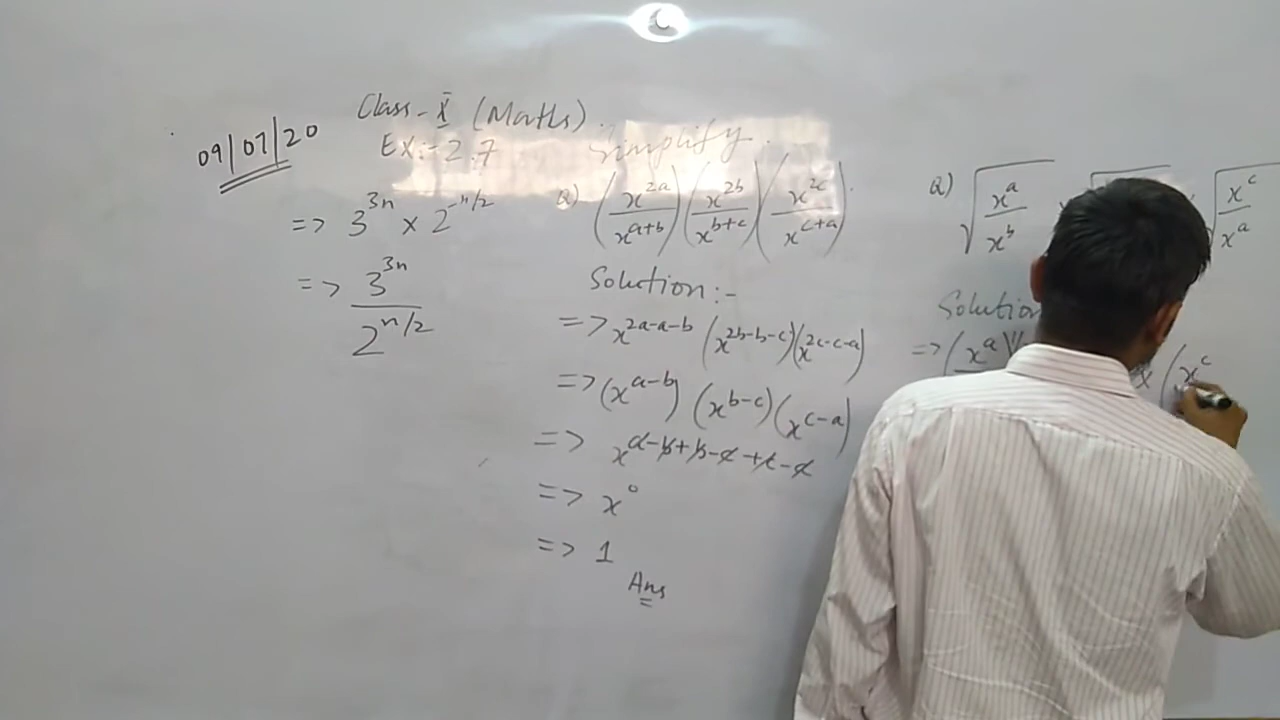 09/07/20
Class - X (Maths)
Ex:- 2.7
=> 3^{3n} × 2^{-n/2}
=> 3^{3n} / 2^{n/2}
Simplify
Q) (x^{2a} / x^{a+b}) (x^{2b} / x^{b+c}) (x^{2c} / x^{c+a})
Solution :-
=> x^{2a-a-b} (x^{2b-b-c}) (x^{2c-c-a})
=> (x^{a-b}) (x^{b-c}) (x^{c-a})
=> x^{a-b+b-c+c-a}
=> x^0
=> 1
Ans
Q) √(x^a / x^b) √(x^c / x^a)
Solution
=> (x^a) × (x^c